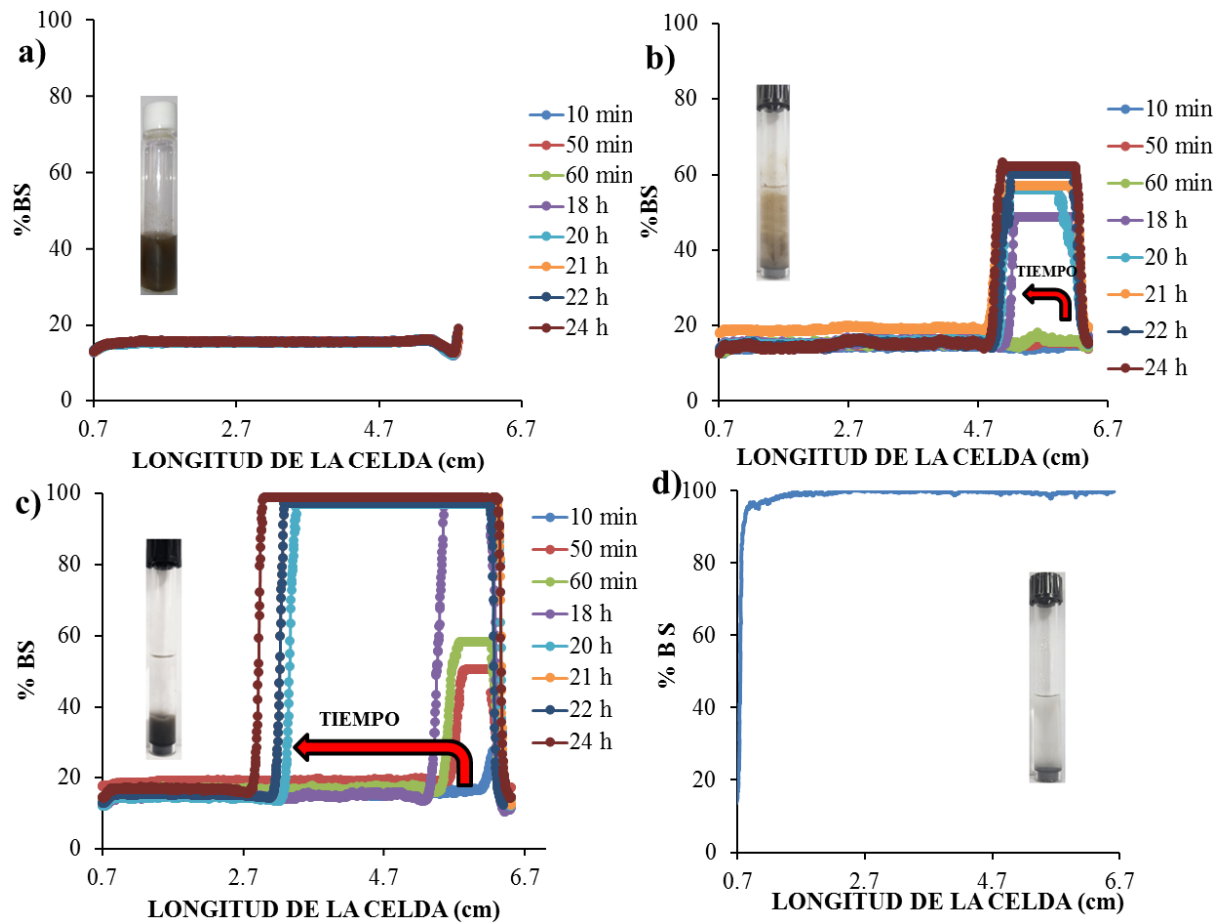 a)
%BS
100
80
60
40
20
0
0.7 2.7 4.7 6.7
LONGITUD DE LA CELDA (cm)
10 min
50 min
60 min
18 h
20 h
21 h
22 h
24 h
b)
%BS
100
80
60
40
20
0
0.7 2.7 4.7 6.7
LONGITUD DE LA CELDA (cm)
TIEMPO
10 min
50 min
60 min
18 h
20 h
21 h
22 h
24 h
c)
% BS
100
80
60
40
20
0
0.7 2.7 4.7 6.7
LONGITUD DE LA CELDA (cm)
TIEMPO
10 min
50 min
60 min
18 h
20 h
21 h
22 h
24 h
d)
% B S
100
80
60
40
20
0
0.7 2.7 4.7 6.7
LONGITUD DE LA CELDA (cm)